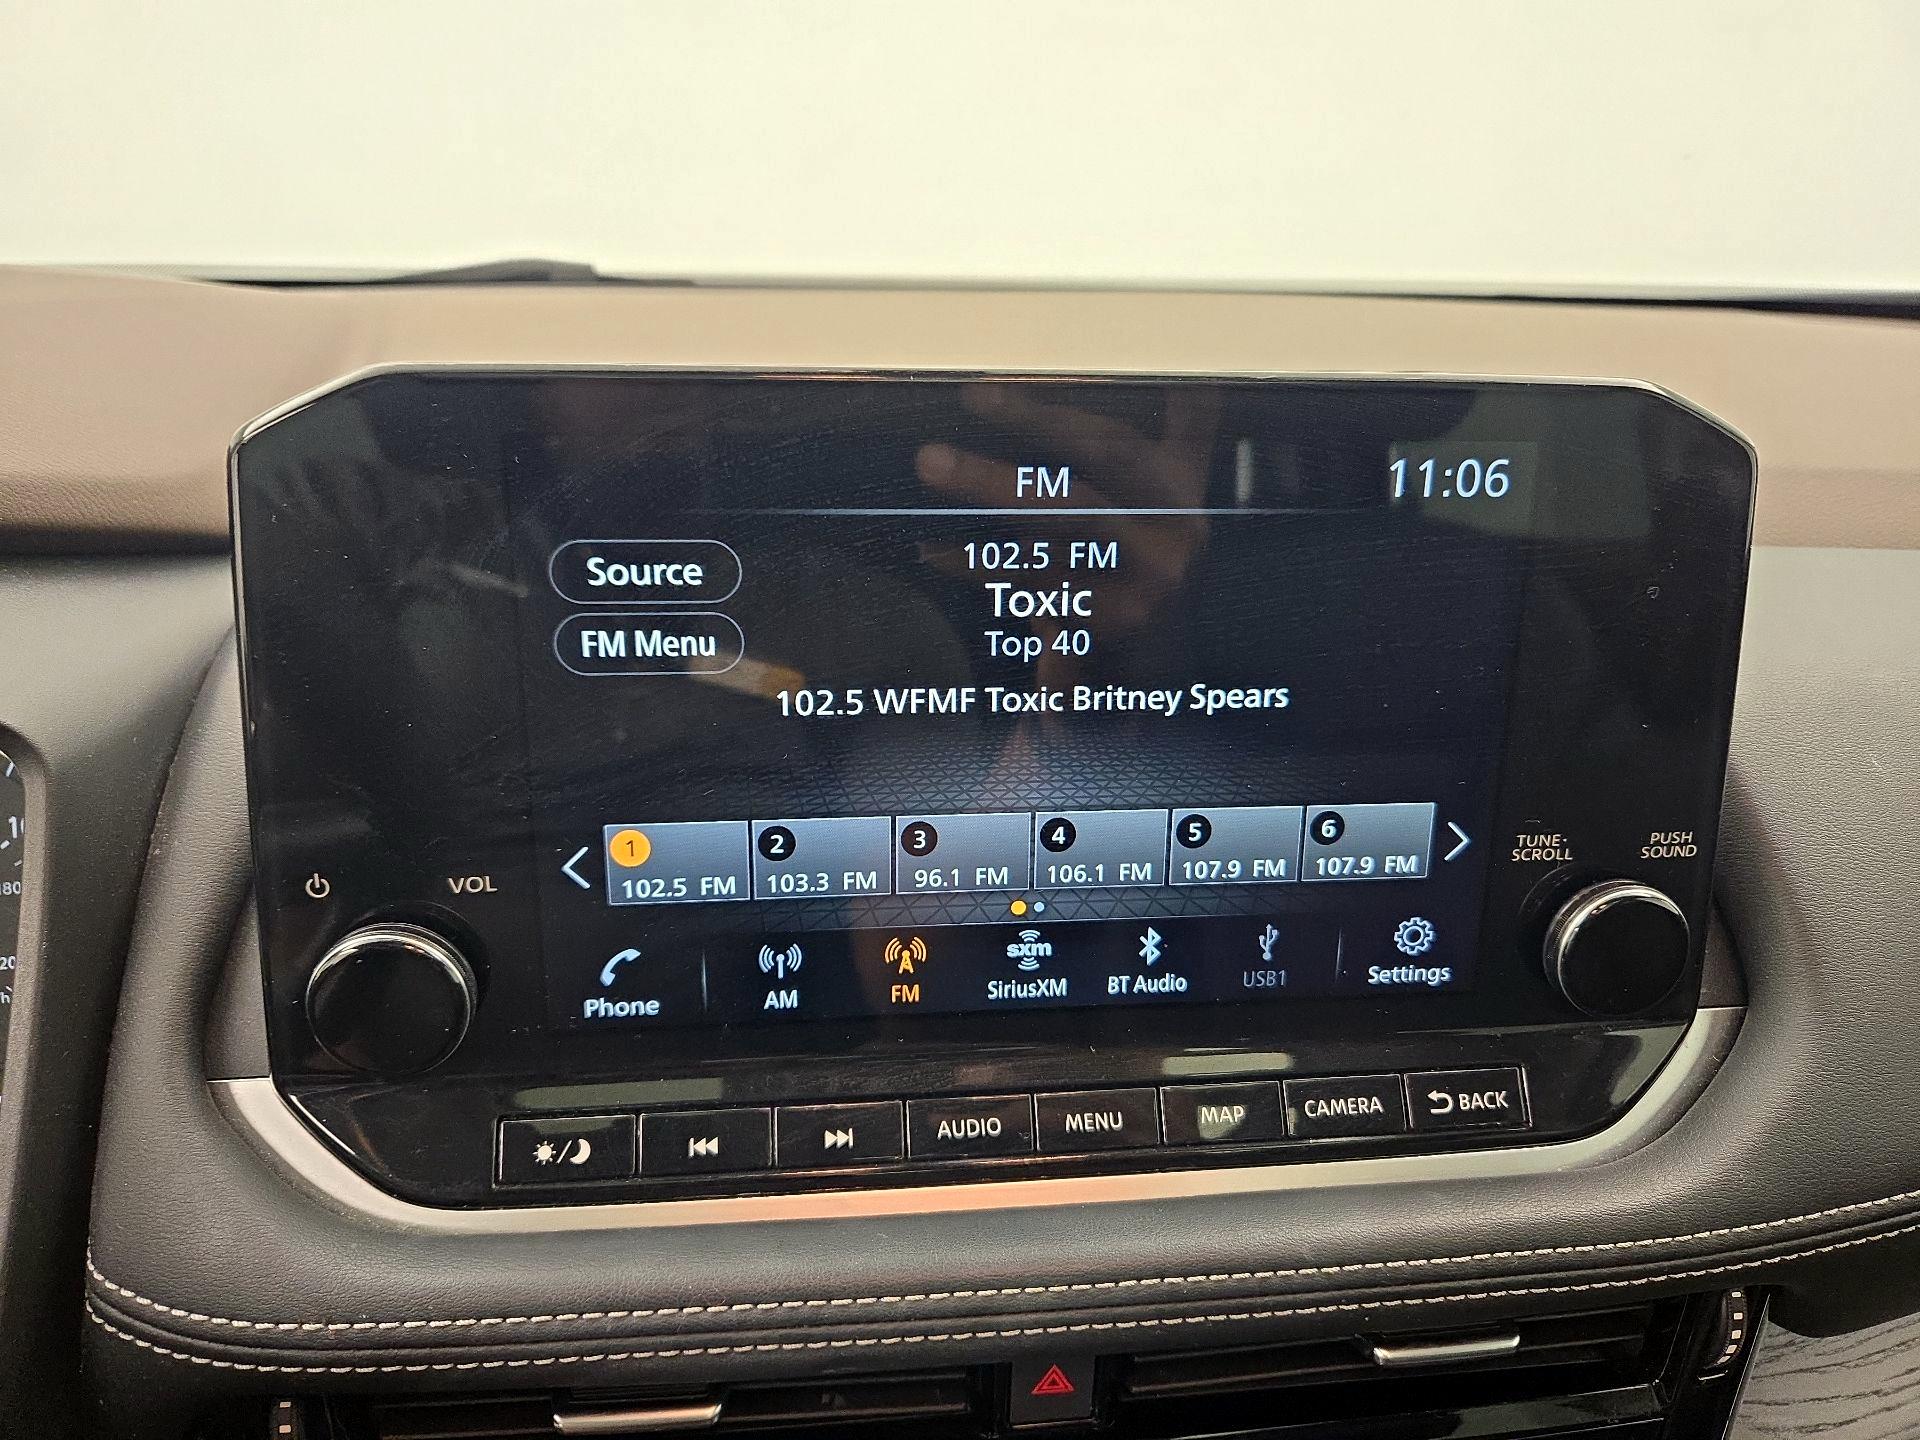 FM
11:06
Source
102.5 FM
Toxic
FM Menu
Top 40
102.5 WFMF Toxic Britney Spears
1 102.5 FM
2 103.3 FM
3 96.1 FM
4 106.1 FM
5 107.9 FM
6 107.9 FM
TUNE·
SCROLL
PUSH
SOUND
VOL
Phone
AM
FM
sxm
SiriusXM
BT Audio
USB1
Settings
AUDIO
MENU
MAP
CAMERA
BACK